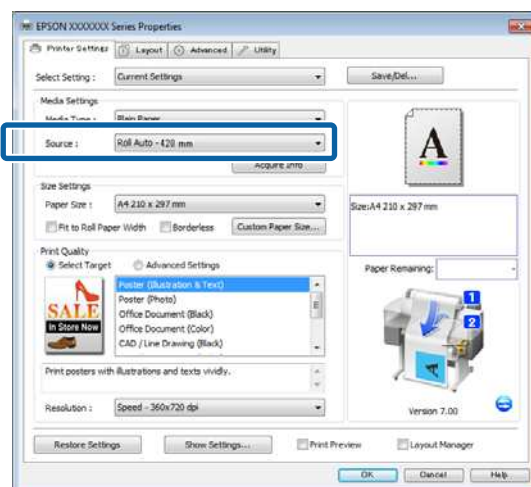 EPSON XXXXXXX Series Properties
Printer Settings Layout Advanced Utility
Select Setting : Current Settings Save/Del...
Media Settings
Media Type : Plain Paper
Source : Roll Auto - 420 mm
Acquire Info
Size Settings
Paper Size : A4 210 x 297 mm
Fit to Roll Paper Width Borderless Custom Paper Size...
Print Quality
Select Target Advanced Settings
SALE
In Store Now
Poster (Illustration & Text)
Poster (Photo)
Office Document (Black)
Office Document (Color)
CAD / Line Drawing (Black)
Print posters with illustrations and texts vividly.
Resolution : Speed - 360x720 dpi
A
Size:A4 210 x 297 mm
Paper Remaining:
1
2
Version 7.00
Restore Settings Show Settings... Print Preview Layout Manager
OK Cancel Help